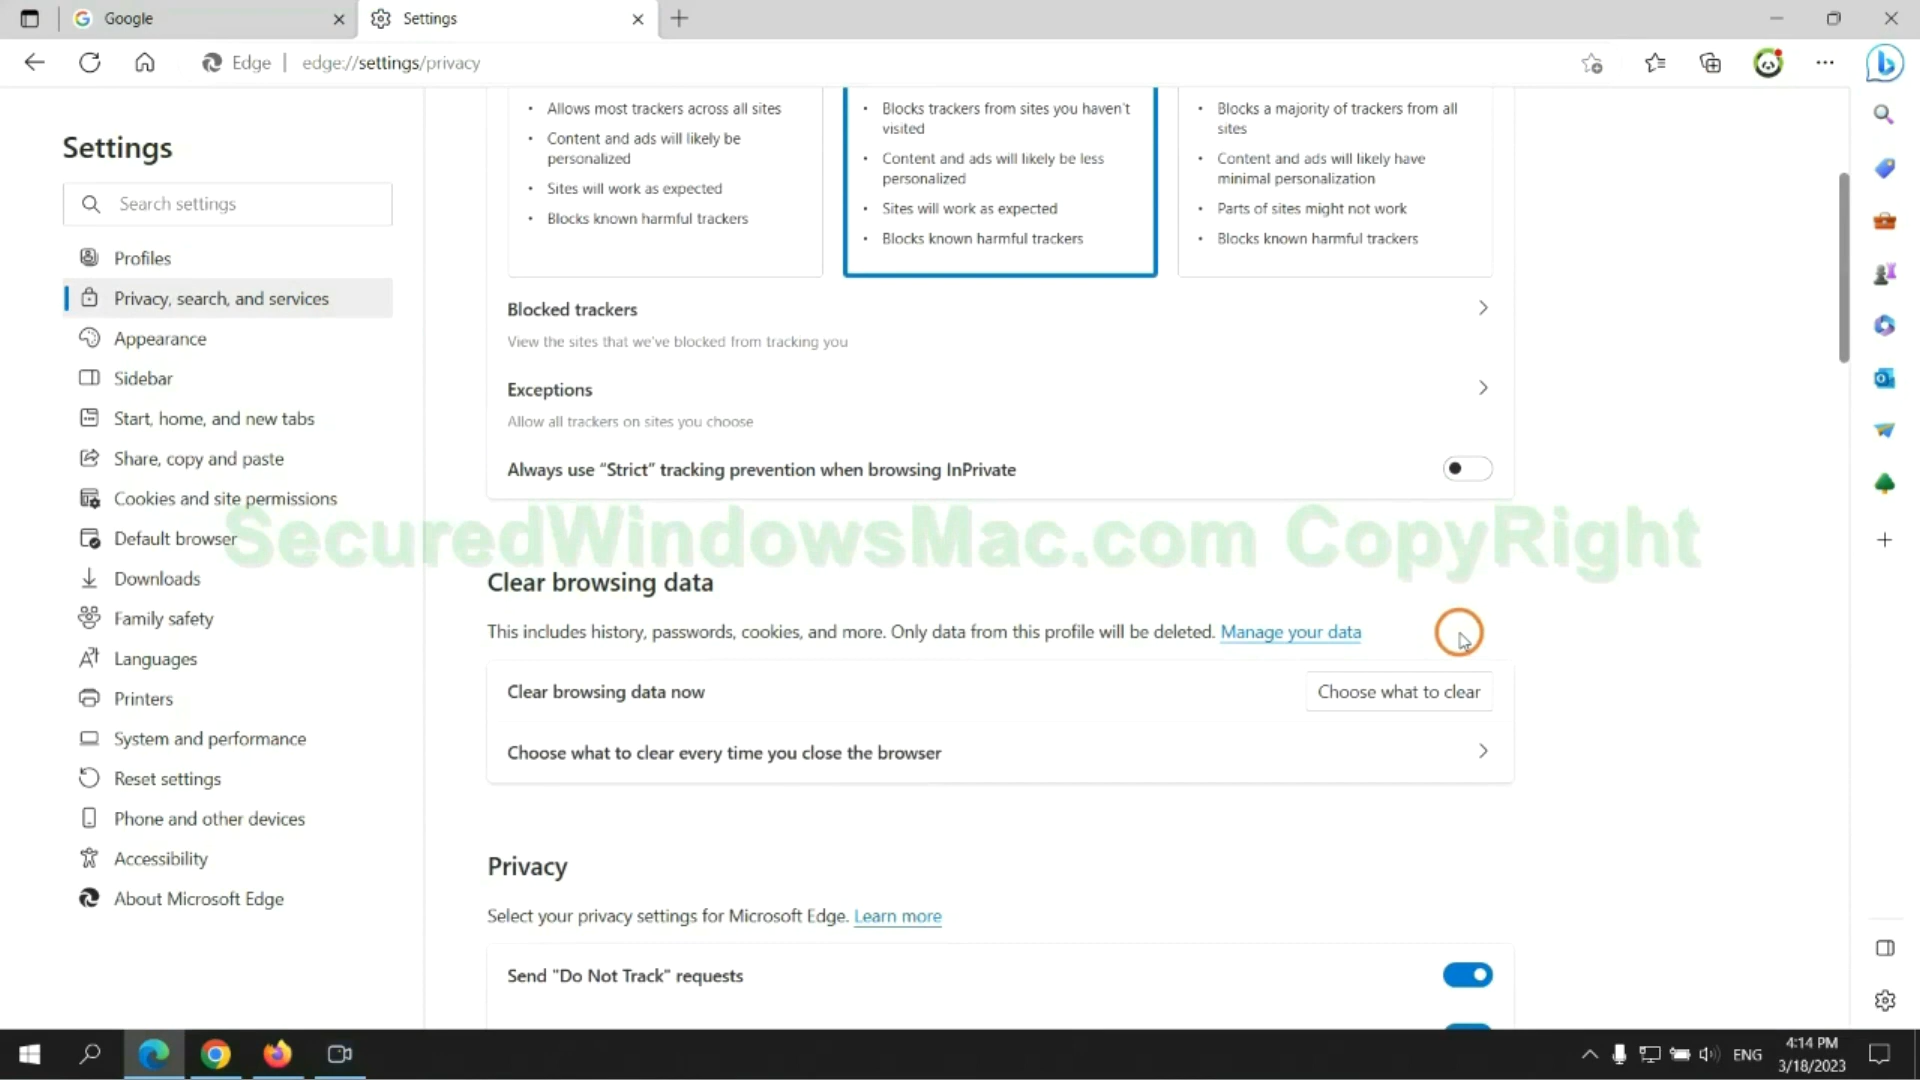 Google
Settings
Edge
edge://settings/privacy
Settings
Search settings
Profiles
Privacy, search, and services
Appearance
Sidebar
Start, home, and new tabs
Share, copy and paste
Cookies and site permissions
Default browser
Downloads
Family safety
Languages
Printers
System and performance
Reset settings
Phone and other devices
Accessibility
About Microsoft Edge
• Allows most trackers across all sites
• Content and ads will likely be
personalized
• Sites will work as expected
• Blocks known harmful trackers
• Blocks trackers from sites you haven't
visited
• Content and ads will likely be less
personalized
• Sites will work as expected
• Blocks known harmful trackers
• Blocks a majority of trackers from all
sites
• Content and ads will likely have
minimal personalization
• Parts of sites might not work
• Blocks known harmful trackers
Blocked trackers
View the sites that we've blocked from tracking you
Exceptions
Allow all trackers on sites you choose
Always use “Strict” tracking prevention when browsing InPrivate
SecuredWindowsMac.com CopyRight
Clear browsing data
This includes history, passwords, cookies, and more. Only data from this profile will be deleted. Manage your data
Clear browsing data now
Choose what to clear
Choose what to clear every time you close the browser
Privacy
Select your privacy settings for Microsoft Edge. Learn more
Send "Do Not Track" requests
ENG
4:14 PM
3/18/2023